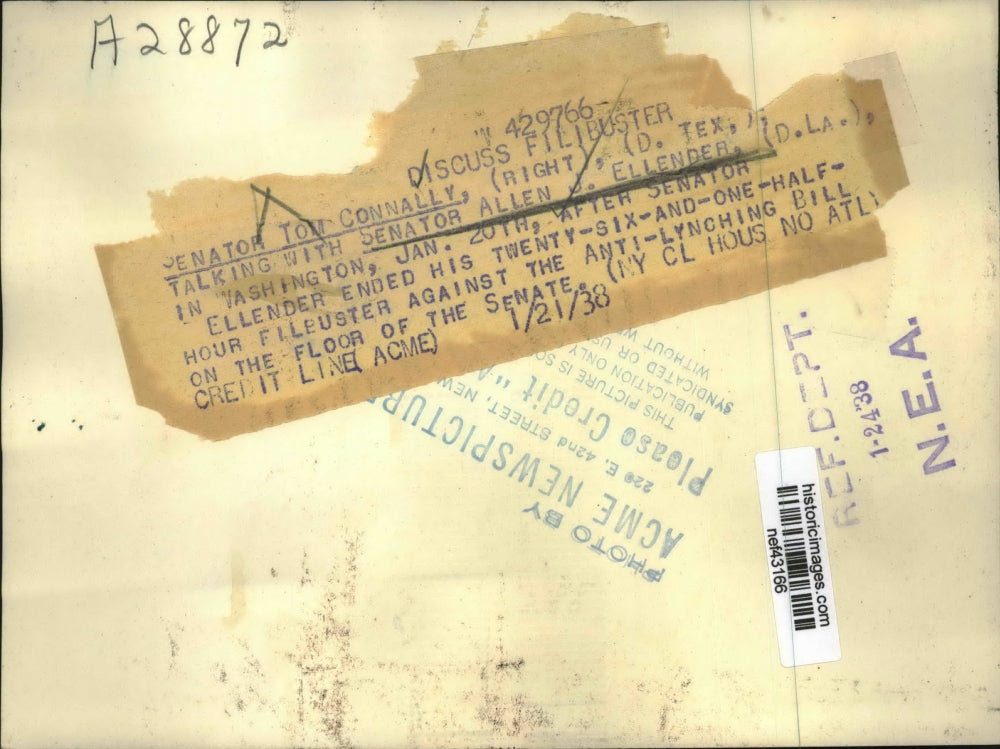 A28872
N 429766-
DISCUSS FILIBUSTER
SENATOR TOM CONNALLY, (RIGHT), (D. TEX.),
TALKING WITH SENATOR ALLEN J. ELLENDER, (D.LA.),
IN WASHINGTON, JAN. 20TH, AFTER SENATOR
ELLENDER ENDED HIS TWENTY-SIX-AND-ONE-HALF-
HOUR FILBUSTER AGAINST THE ANTI-LYNCHING BILL
ON THE FLOOR OF THE SENATE. (NY CL HOUS NO ATL)
CREDIT LINE( ACME) 1/21/38
PHOTO BY
ACME NEWSPICTURE
220 E. 42nd STREET, NEW
Please Credit "A
THIS PICTURE IS SO
PUBLICATION ONLY
SYNDICATED OR US
WITHOUT W
REF. DEPT.
1-24-38
N.E.A.
historicimages.com
nef43166